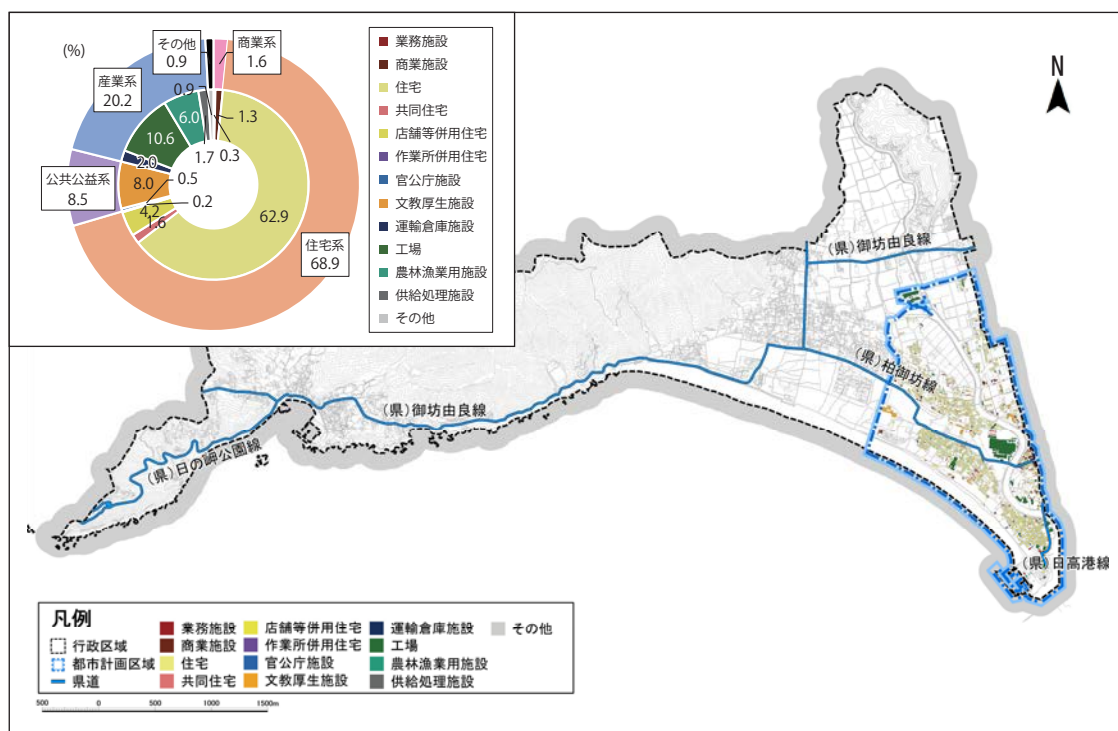 (%)
その他
0.9
商業系
1.6
産業系
20.2
公共公益系
8.5
住宅系
68.9
0.9
1.3
0.3
6.0
1.7
10.6
2.0
8.0
0.5
0.2
4.2
1.6
62.9
業務施設
商業施設
住宅
共同住宅
店舗等併用住宅
作業所併用住宅
官公庁施設
文教厚生施設
運輸倉庫施設
工場
農林漁業用施設
供給処理施設
その他
N
(県)御坊由良線
(県)柏御坊線
(県)御坊由良線
(県)日の岬公園線
(県)日高港線
凡例
行政区域
都市計画区域
県道
業務施設
商業施設
住宅
共同住宅
店舗等併用住宅
作業所併用住宅
官公庁施設
文教厚生施設
運輸倉庫施設
工場
農林漁業用施設
供給処理施設
その他
500 0 500 1000 1500m